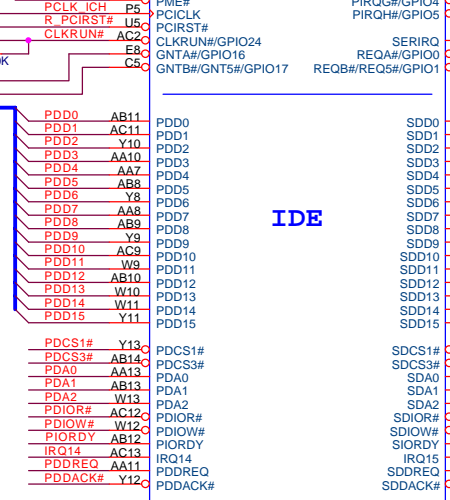 PME# PIRQG#/GPIO4
PCLK_ICH P5 PCICLK PIRQH#/GPIO5
R_PCIRST# U5 PCIRST#
CLKRUN# AC2 CLKRUN#/GPIO24 SERIRQ
E8 GNTA#/GPIO16 REQA#/GPIO0
C5 GNTB#/GNT5#/GPIO17 REQB#/REQ5#/GPIO1
PDD0 AB11 PDD0 SDD0
PDD1 AC11 PDD1 SDD1
PDD2 Y10 PDD2 SDD2
PDD3 AA10 PDD3 SDD3
PDD4 AA7 PDD4 SDD4
PDD5 AB8 PDD5 SDD5
PDD6 Y8 PDD6 SDD6
PDD7 AA8 PDD7 IDE SDD7
PDD8 AB9 PDD8 SDD8
PDD9 Y9 PDD9 SDD9
PDD10 AC9 PDD10 SDD10
PDD11 W9 PDD11 SDD11
PDD12 AB10 PDD12 SDD12
PDD13 W10 PDD13 SDD13
PDD14 W11 PDD14 SDD14
PDD15 Y11 PDD15 SDD15
PDCS1# Y13 PDCS1# SDCS1#
PDCS3# AB14 PDCS3# SDCS3#
PDA0 AA13 PDA0 SDA0
PDA1 AB13 PDA1 SDA1
PDA2 W13 PDA2 SDA2
PDIOR# AC12 PDIOR# SDIOR#
PDIOW# W12 PDIOW# SDIOW#
PIORDY AB12 PIORDY SIORDY
IRQ14 AC13 IRQ14 IRQ15
PDDREQ AA11 PDDREQ SDDREQ
PDDACK# Y12 PDDACK# SDDACK#